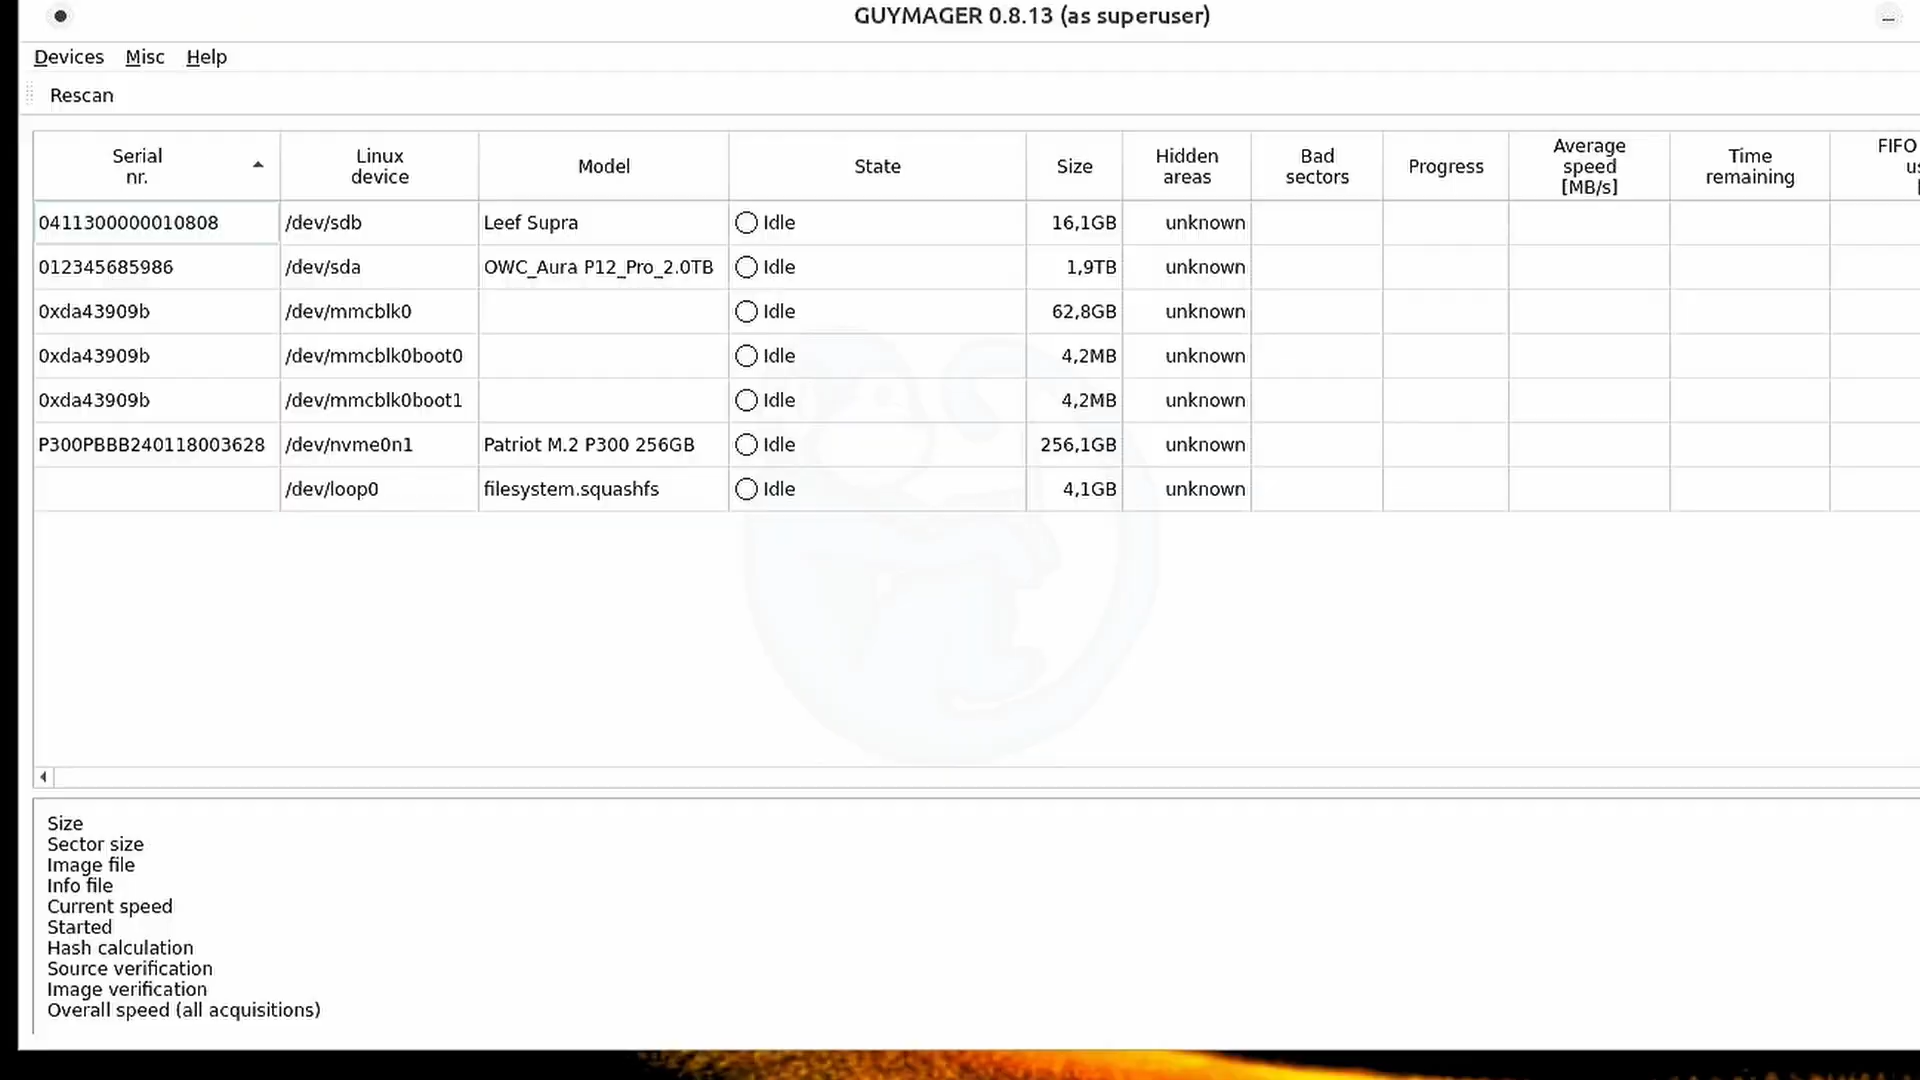 GUYMAGER 0.8.13 (as superuser)
Devices Misc Help
Rescan
Serial nr. Linux device Model State Size Hidden areas Bad sectors Progress Average speed [MB/s] Time remaining FIFO
0411300000010808 /dev/sdb Leef Supra Idle 16,1GB unknown
012345685986 /dev/sda OWC_Aura P12_Pro_2.0TB Idle 1,9TB unknown
0xda43909b /dev/mmcblk0 Idle 62,8GB unknown
0xda43909b /dev/mmcblk0boot0 Idle 4,2MB unknown
0xda43909b /dev/mmcblk0boot1 Idle 4,2MB unknown
P300PBBB240118003628 /dev/nvme0n1 Patriot M.2 P300 256GB Idle 256,1GB unknown
/dev/loop0 filesystem.squashfs Idle 4,1GB unknown
Size
Sector size
Image file
Info file
Current speed
Started
Hash calculation
Source verification
Image verification
Overall speed (all acquisitions)